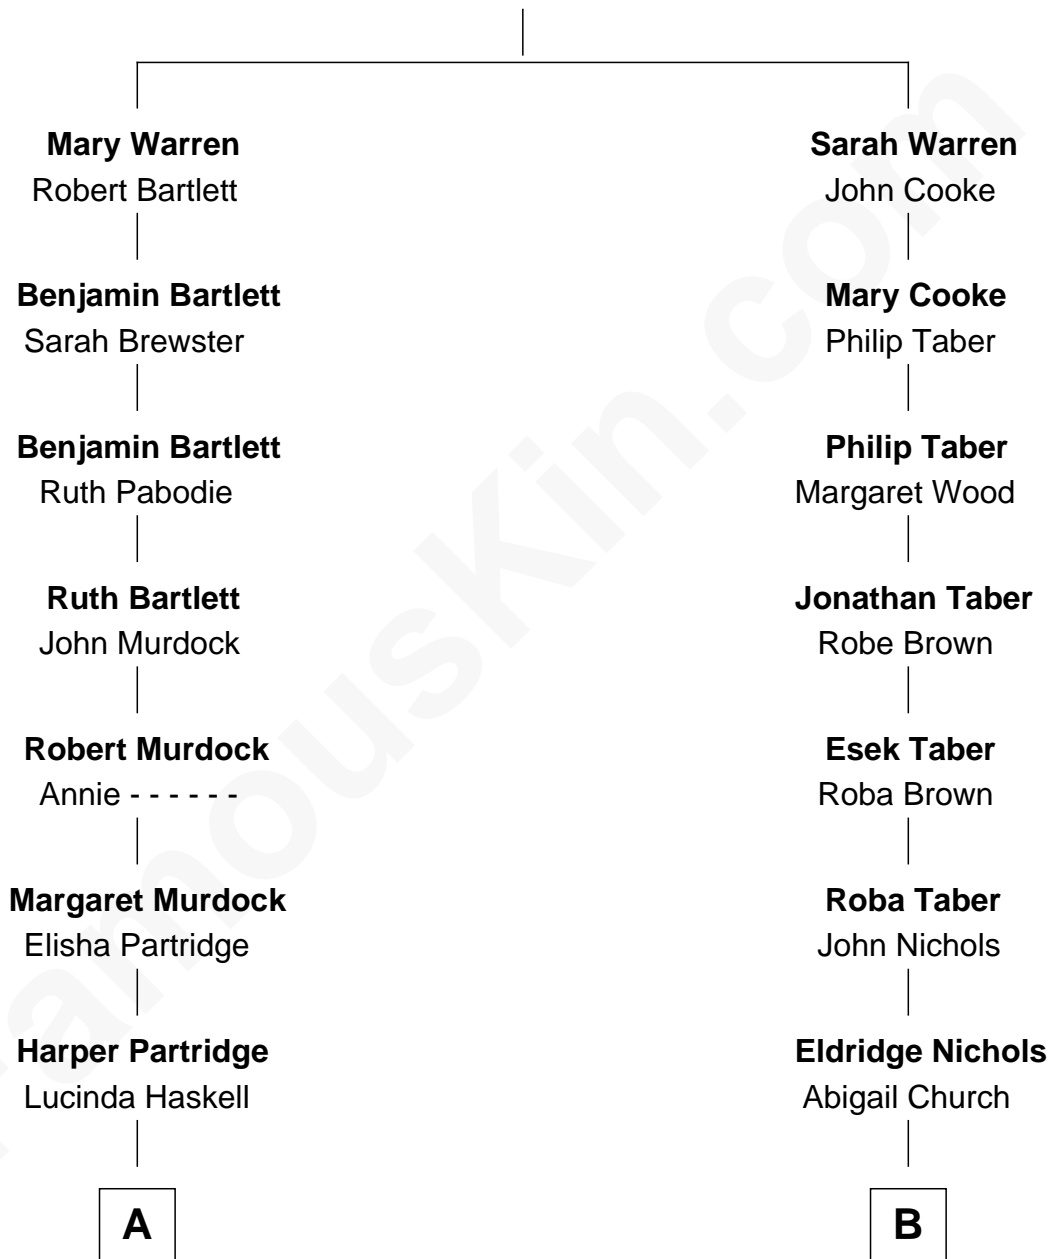 Mary Warren
Robert Bartlett
Benjamin Bartlett
Sarah Brewster
Benjamin Bartlett
Ruth Pabodie
Ruth Bartlett
John Murdock
Robert Murdock
Annie - - - - - -
Margaret Murdock
Elisha Partridge
Harper Partridge
Lucinda Haskell
A
Sarah Warren
John Cooke
Mary Cooke
Philip Taber
Philip Taber
Margaret Wood
Jonathan Taber
Robe Brown
Esek Taber
Roba Brown
Roba Taber
John Nichols
Eldridge Nichols
Abigail Church
B
FamousKin.com